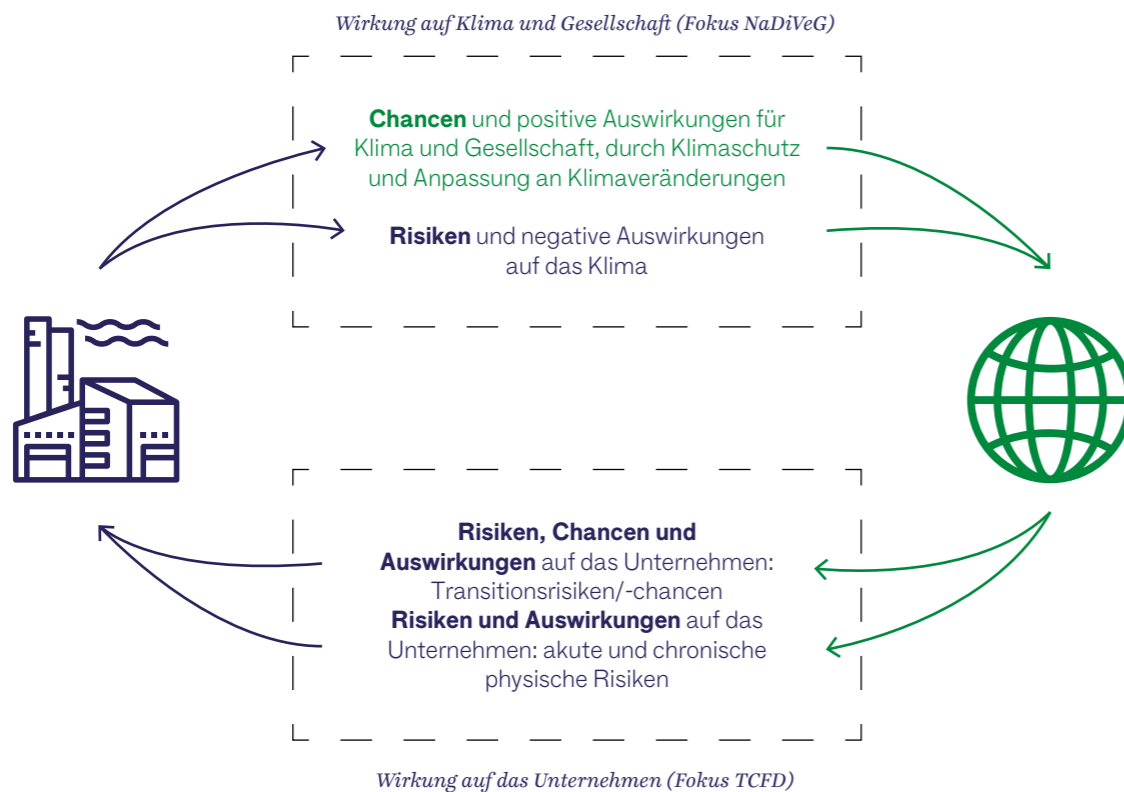 Wirkung auf Klima und Gesellschaft (Fokus NaDiVeG)
Chancen und positive Auswirkungen für
Klima und Gesellschaft, durch Klimaschutz
und Anpassung an Klimaveränderungen
Risiken und negative Auswirkungen
auf das Klima
Risiken, Chancen und
Auswirkungen auf das Unternehmen:
Transitionsrisiken/-chancen
Risiken und Auswirkungen auf das
Unternehmen: akute und chronische
physische Risiken
Wirkung auf das Unternehmen (Fokus TCFD)